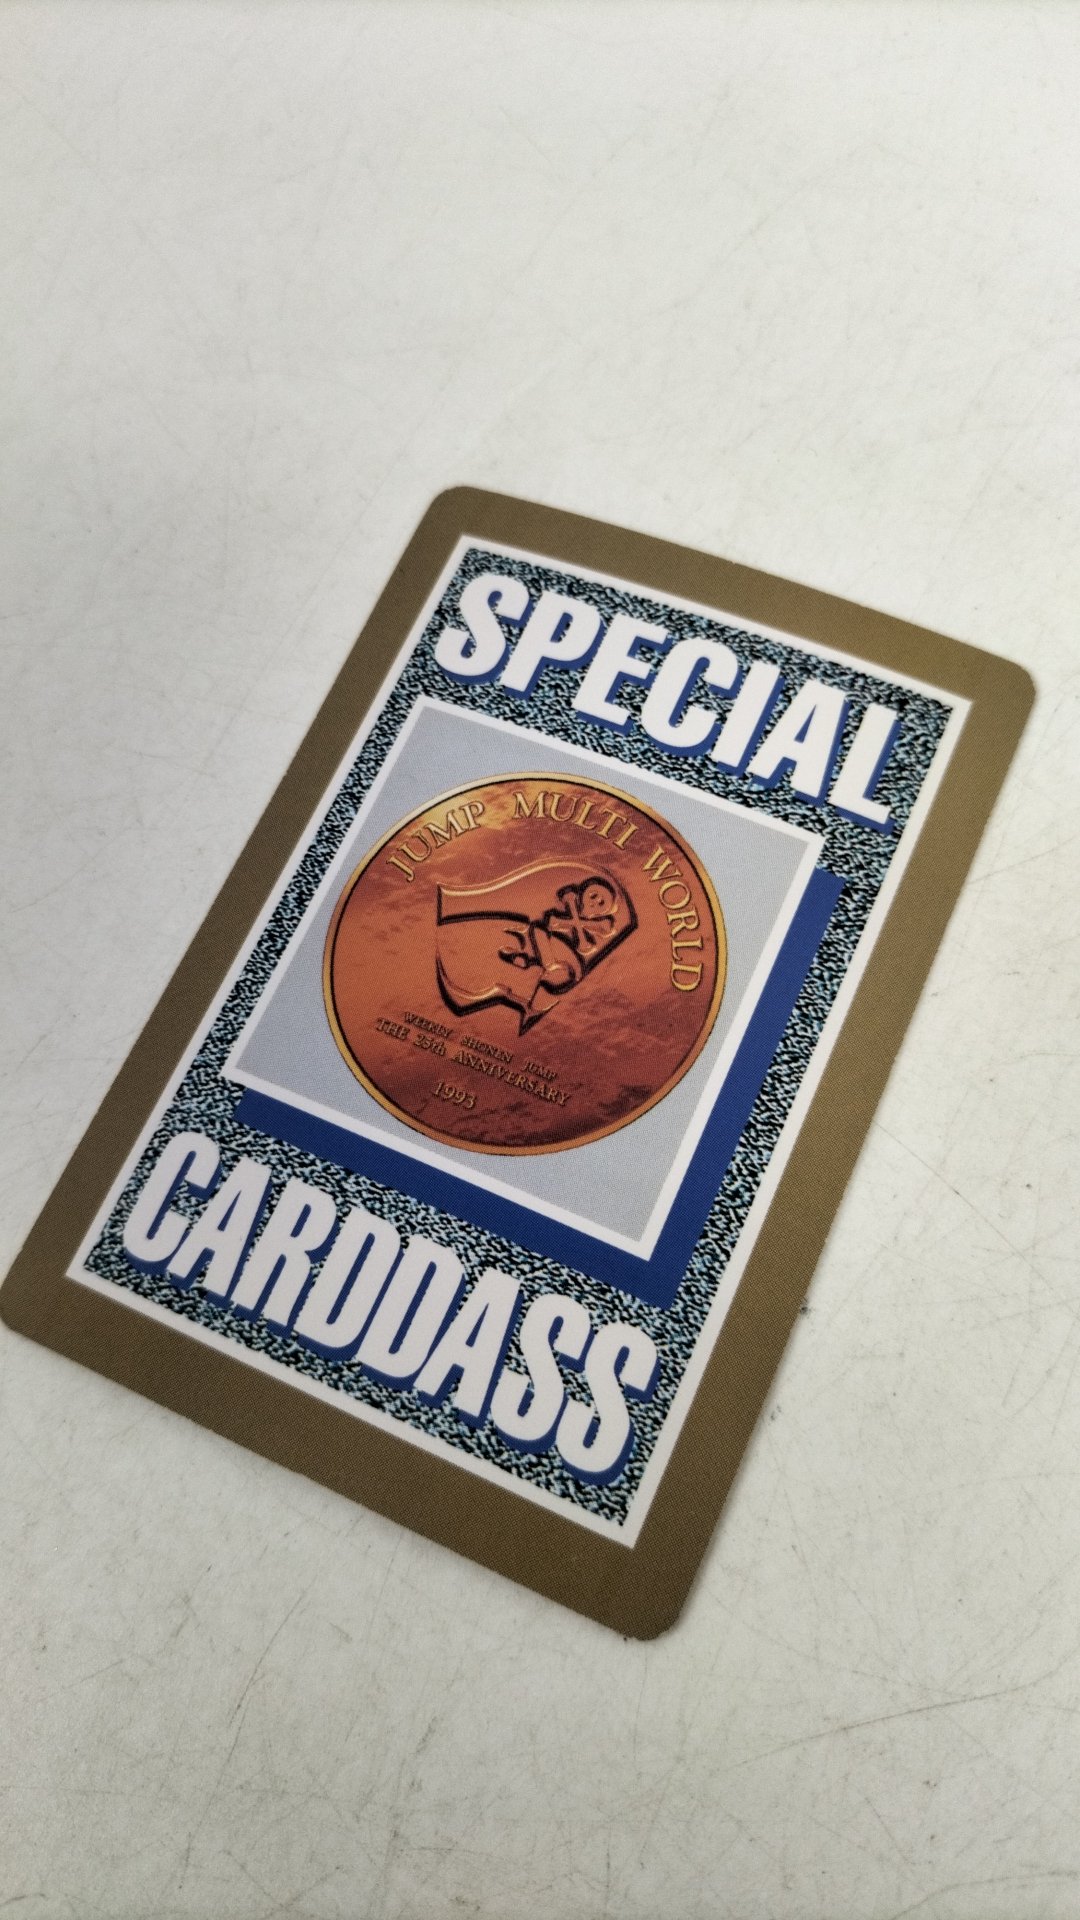 SPECIAL
JUMP MULTI WORLD
WEEKLY SHONEN JUMP
THE 25th ANNIVERSARY
1993
CARDDASS